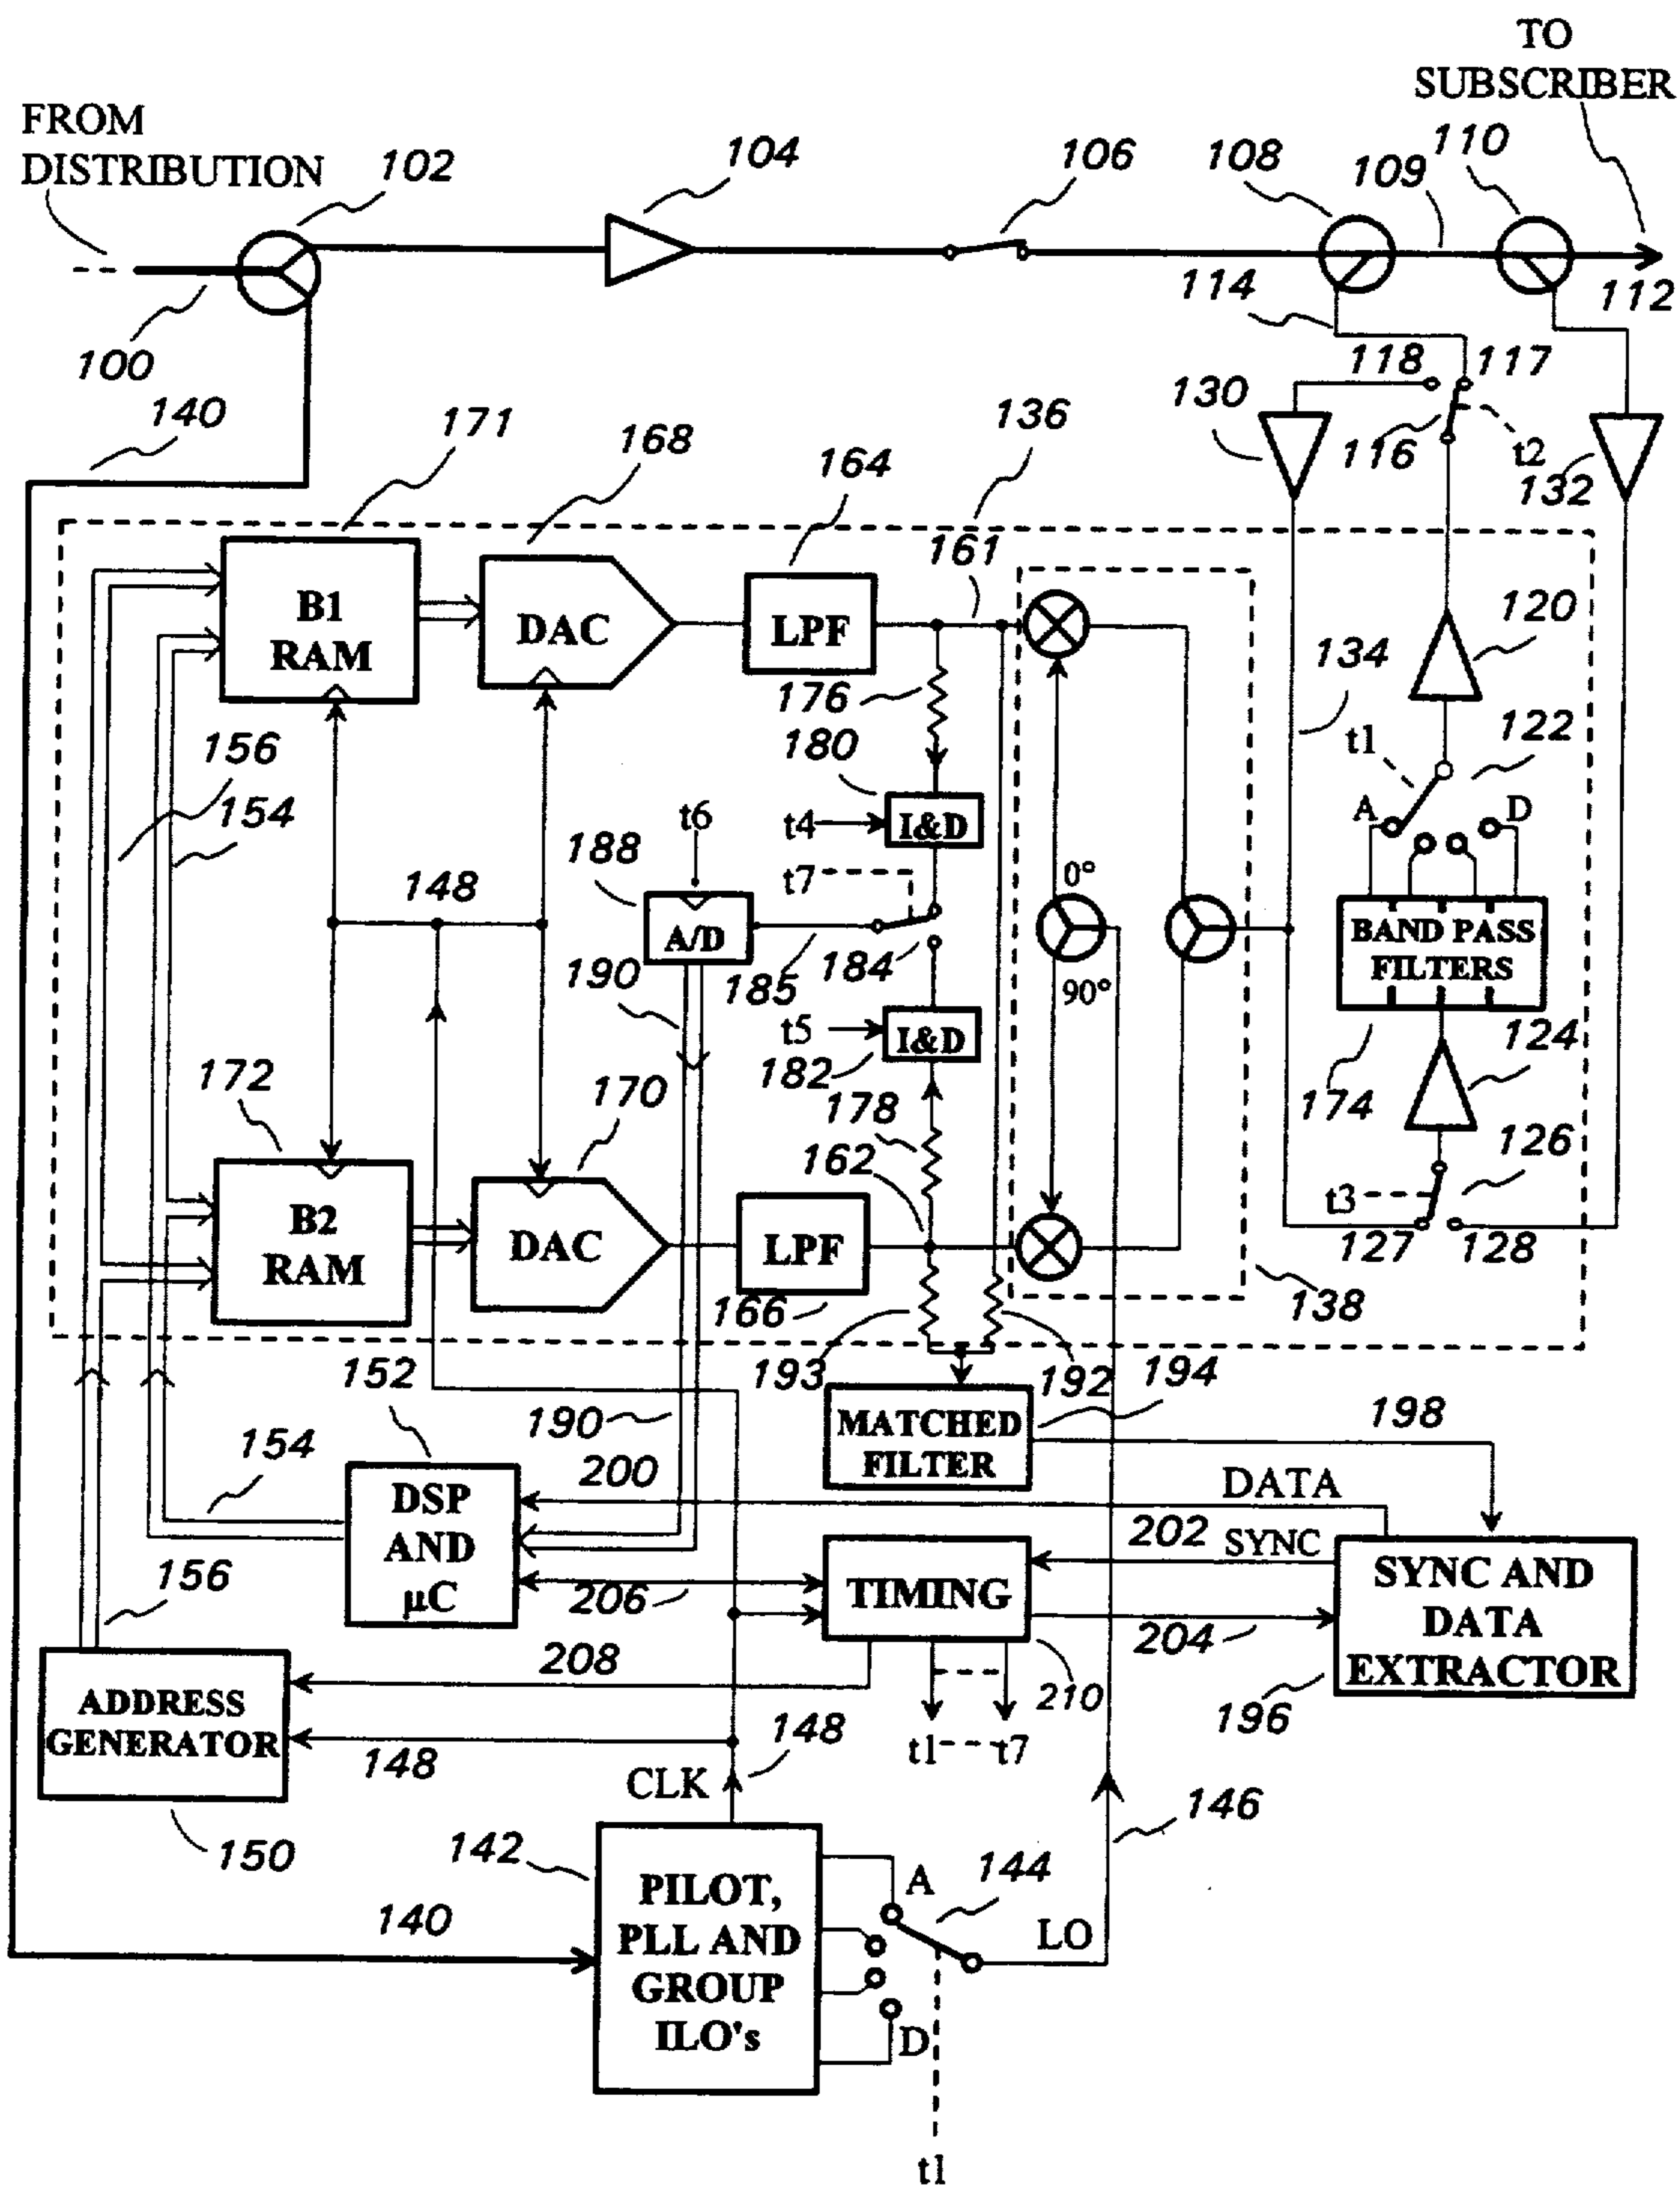 TO
SUBSCRIBER
FROM
DISTRIBUTION
102
104
106
108
109
110
100
114
112
118
117
130
116
t2
132
140
171
168
164
136
161
B1
RAM
DAC
LPF
134
120
176
180
t1
122
156
154
t6
t4
I&D
A
D
188
t7
148
0°
A/D
BAND PASS
FILTERS
190
185
184
90°
t5
I&D
124
182
174
172
170
178
162
126
t3
B2
RAM
DAC
LPF
127
128
166
138
152
193
192
194
190
MATCHED
FILTER
198
154
200
DATA
DSP
AND
µC
202
SYNC
156
TIMING
SYNC AND
DATA
EXTRACTOR
206
204
208
210
196
ADDRESS
GENERATOR
148
t1
t7
CLK
148
146
150
142
144
PILOT,
PLL AND
GROUP
ILO's
A
140
LO
D
t1